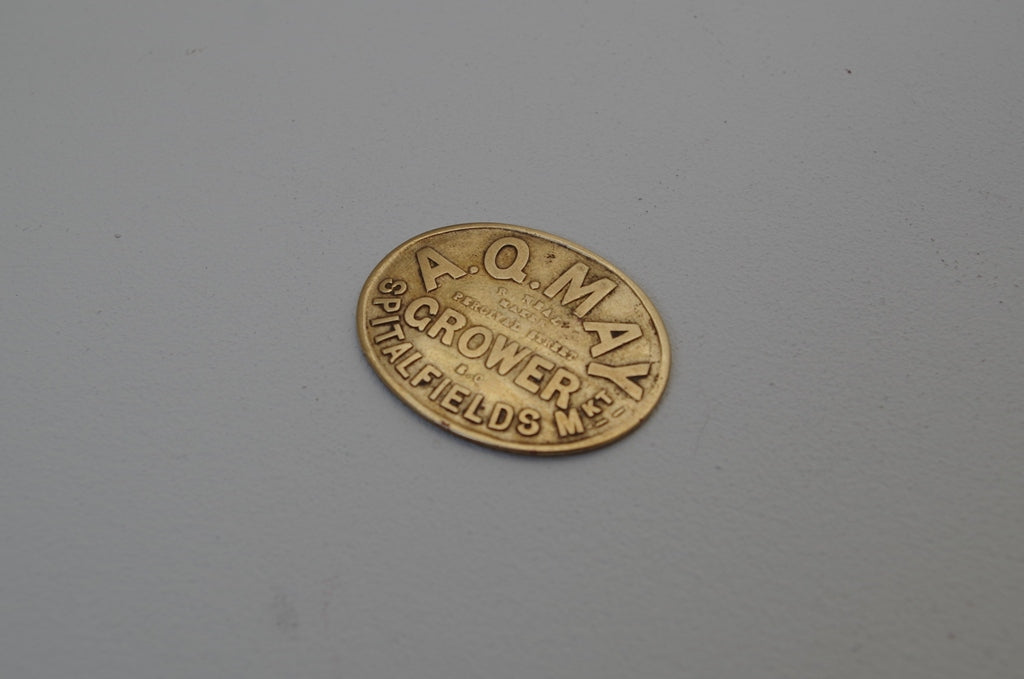 A.Q.MAY
GROWER
E.C
SPITALFIELDS MKT